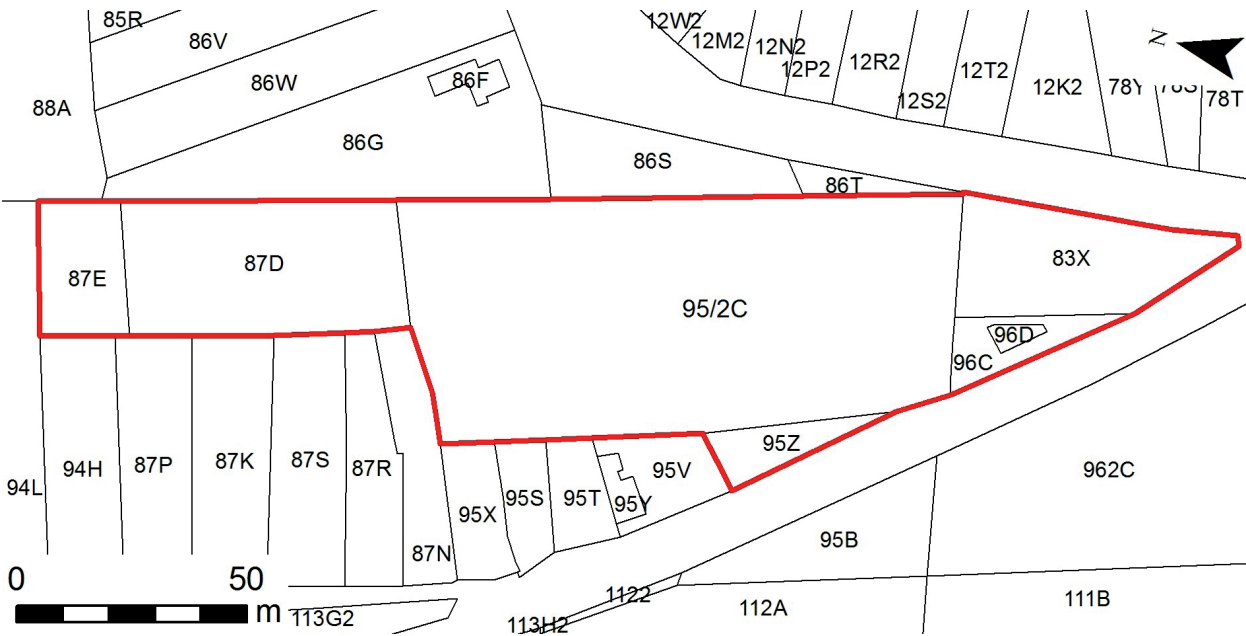 85R
12W2
86V
12M2
12N2
12P2
12R2
12T2
12K2
78Y
78T
N
86W
86F
12S2
88A
86G
86S
86T
87E
87D
95/2C
83X
96D
96C
94L
94H
87P
87K
87S
87R
95Z
95V
962C
95X
95S
95T
95Y
87N
95B
0 50
m
113G2
1122
112A
111B
113H2